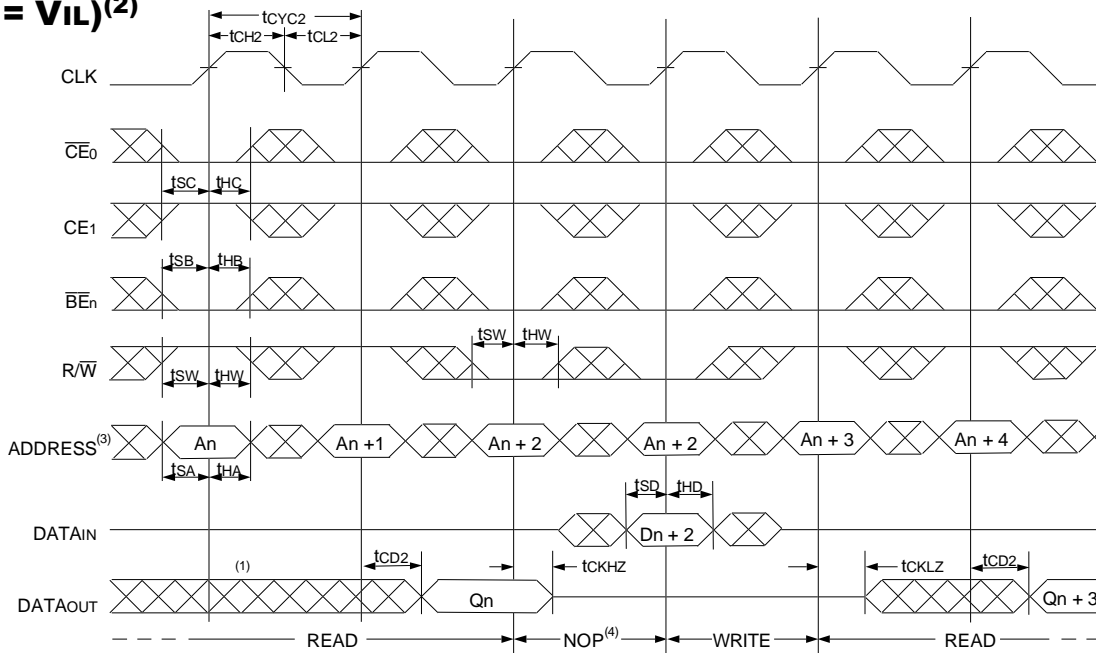 = VIL)(2)
tCYC2
tCH2 tCL2
CLK
CE0
tSC tHC
CE1
tSB tHB
BEn
tSW tHW
R/W
tSW tHW
ADDRESS(3)
An An +1 An + 2 An + 2 An + 3 An + 4
tSA tHA
tSD tHD
DATAIN
Dn + 2
(1) tCD2 tCKHZ tCKLZ tCD2
DATAOUT
Qn Qn + 3
READ NOP(4) WRITE READ